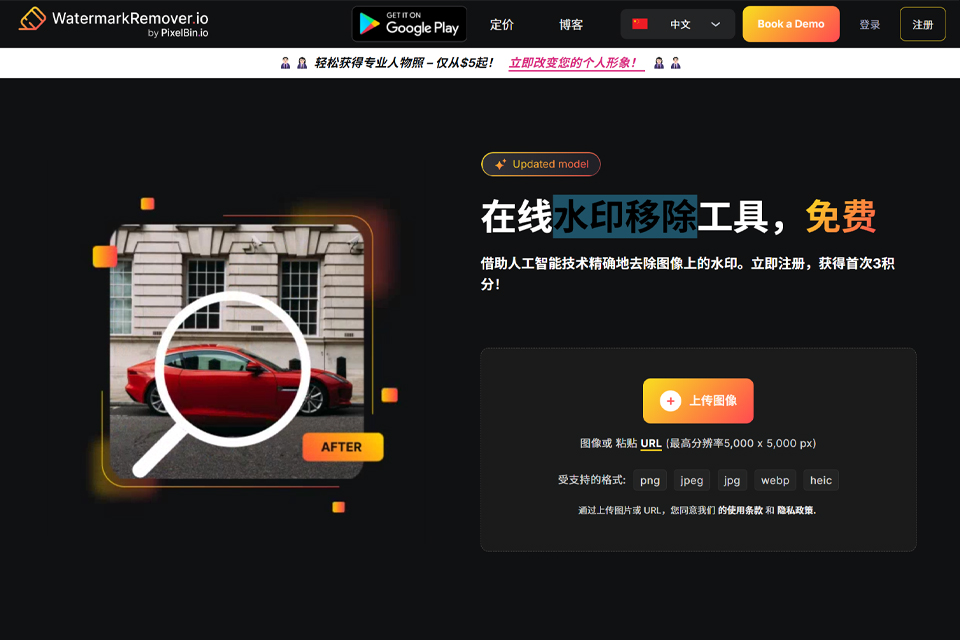 WatermarkRemover.io
by PixelBin.io
GET IT ON
Google Play
定价
博客
中文
Book a Demo
登录
注册
轻松获得专业人物照 – 仅从$5起！ 立即改变您的个人形象！
Updated model
在线水印移除工具，免费
借助人工智能技术精确地去除图像上的水印。立即注册，获得首次3积
分！
AFTER
上传图像
图像或 粘贴 URL (最高分辨率5,000 x 5,000 px)
受支持的格式: png jpeg jpg webp heic
通过上传图片或 URL，您同意我们 的使用条款 和 隐私政策.